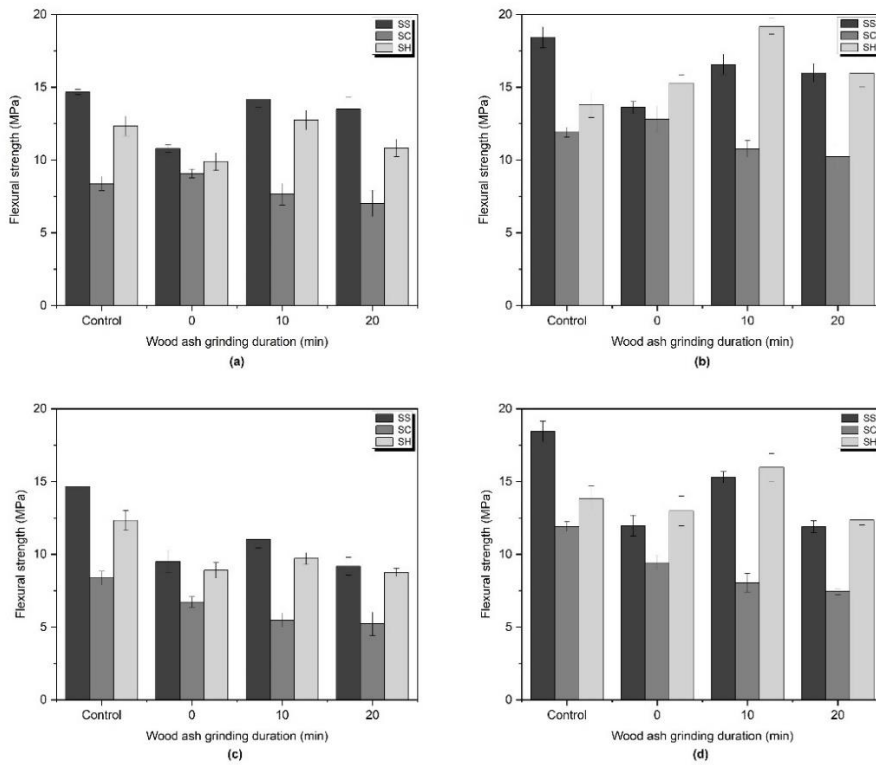 20
15
10
5
0
Flexural strength (MPa)
SS
SC
SH
Control 0 10 20
Wood ash grinding duration (min)
(a)
20
15
10
5
0
Flexural strength (MPa)
SS
SC
SH
Control 0 10 20
Wood ash grinding duration (min)
(b)
20
15
10
5
0
Flexural strength (MPa)
SS
SC
SH
Control 0 10 20
Wood ash grinding duration (min)
(c)
20
15
10
5
0
Flexural strength (MPa)
SS
SC
SH
Control 0 10 20
Wood ash grinding duration (min)
(d)